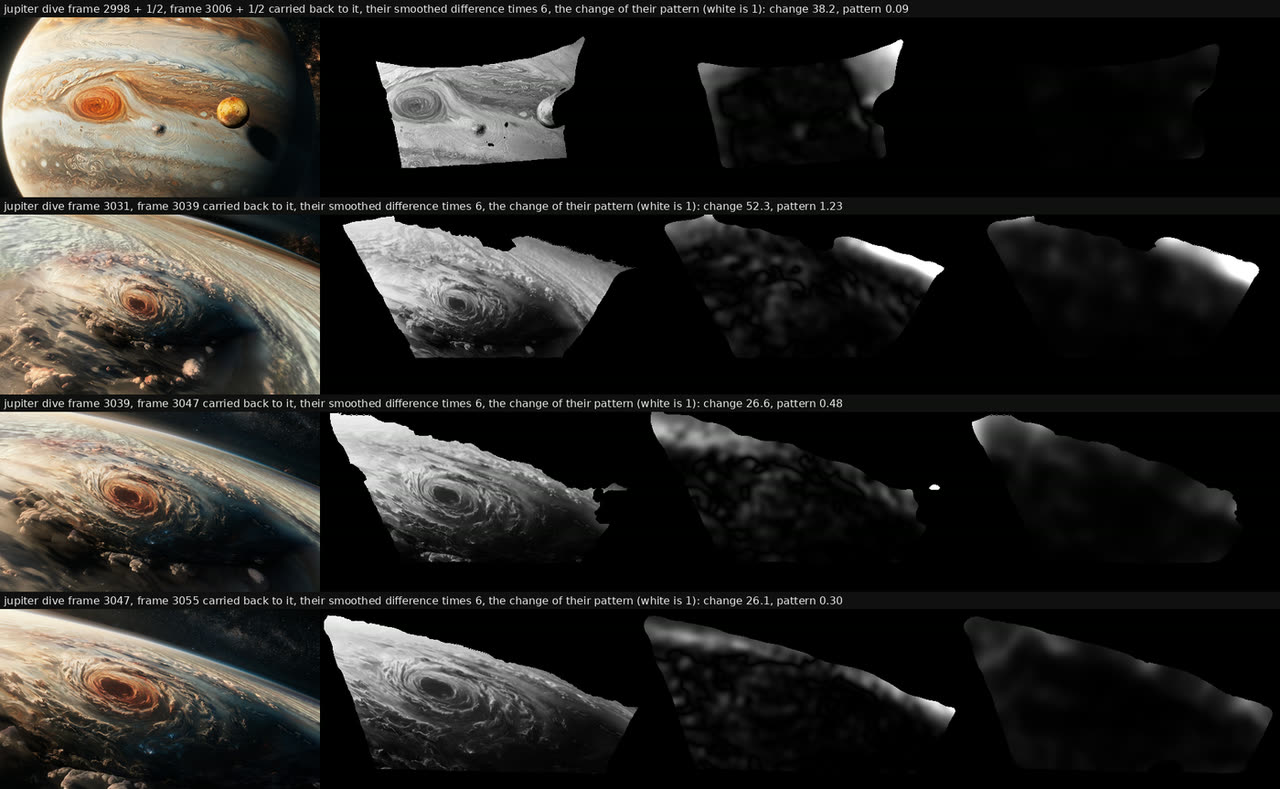 jupiter dive frame 2998 + 1/2, frame 3006 + 1/2 carried back to it, their smoothed difference times 6, the change of their pattern (white is 1): change 38.2, pattern 0.09
jupiter dive frame 3031, frame 3039 carried back to it, their smoothed difference times 6, the change of their pattern (white is 1): change 52.3, pattern 1.23
jupiter dive frame 3039, frame 3047 carried back to it, their smoothed difference times 6, the change of their pattern (white is 1): change 26.6, pattern 0.48
jupiter dive frame 3047, frame 3055 carried back to it, their smoothed difference times 6, the change of their pattern (white is 1): change 26.1, pattern 0.30